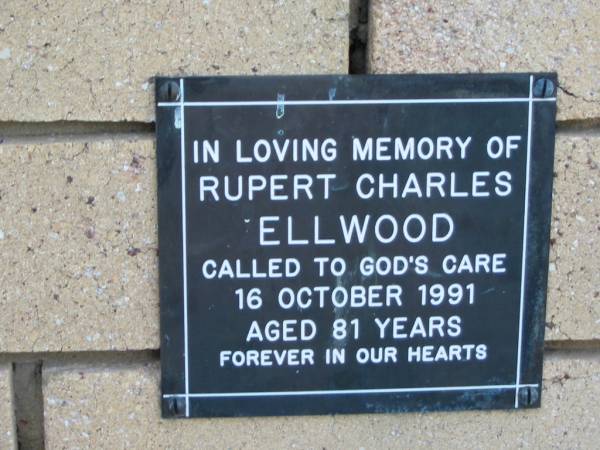 IN LOVING MEMORY OF
RUPERT CHARLES
ELLWOOD
CALLED TO GOD'S CARE
16 OCTOBER 1991
AGED 81 YEARS
FOREVER IN OUR HEARTS